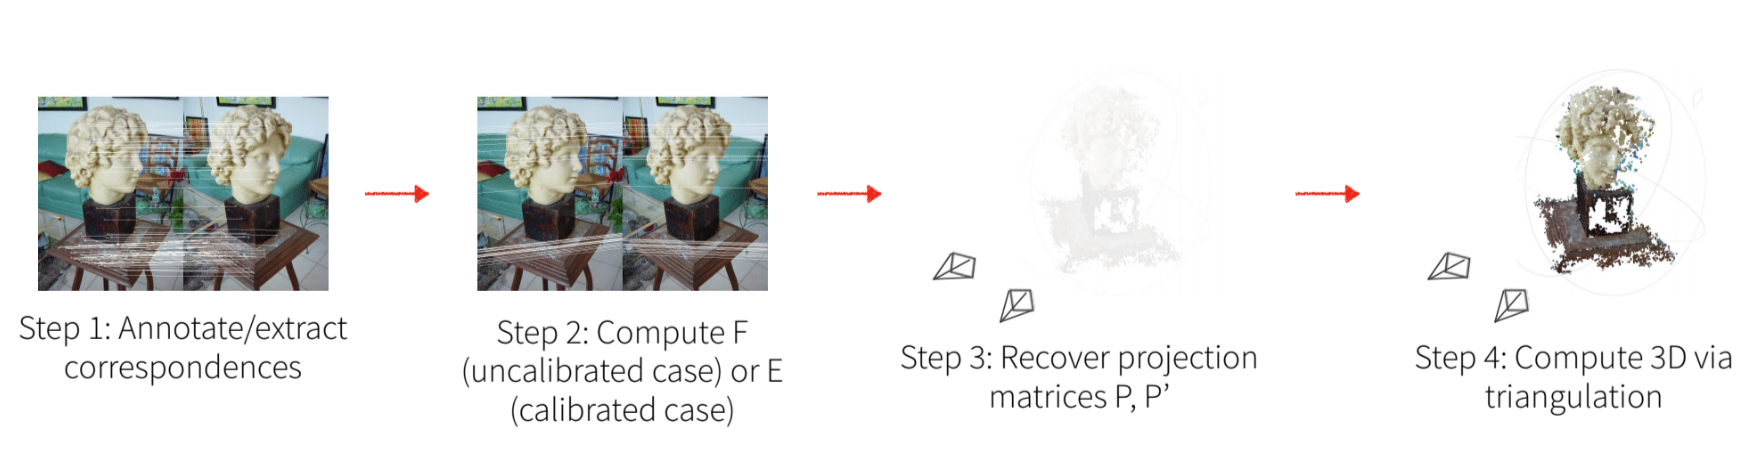 Step 1: Annotate/extract
correspondences
Step 2: Compute F
(uncalibrated case) or E
(calibrated case)
Step 3: Recover projection
matrices P, P’
Step 4: Compute 3D via
triangulation